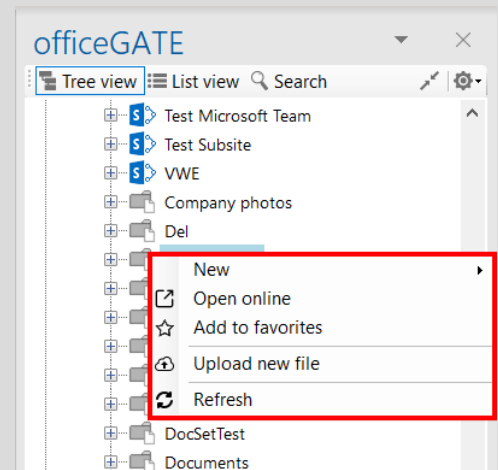 officeGATE
Tree view List view Search
Test Microsoft Team
Test Subsite
VWE
Company photos
Del
New
Open online
Add to favorites
Upload new file
Refresh
DocSetTest
Documents